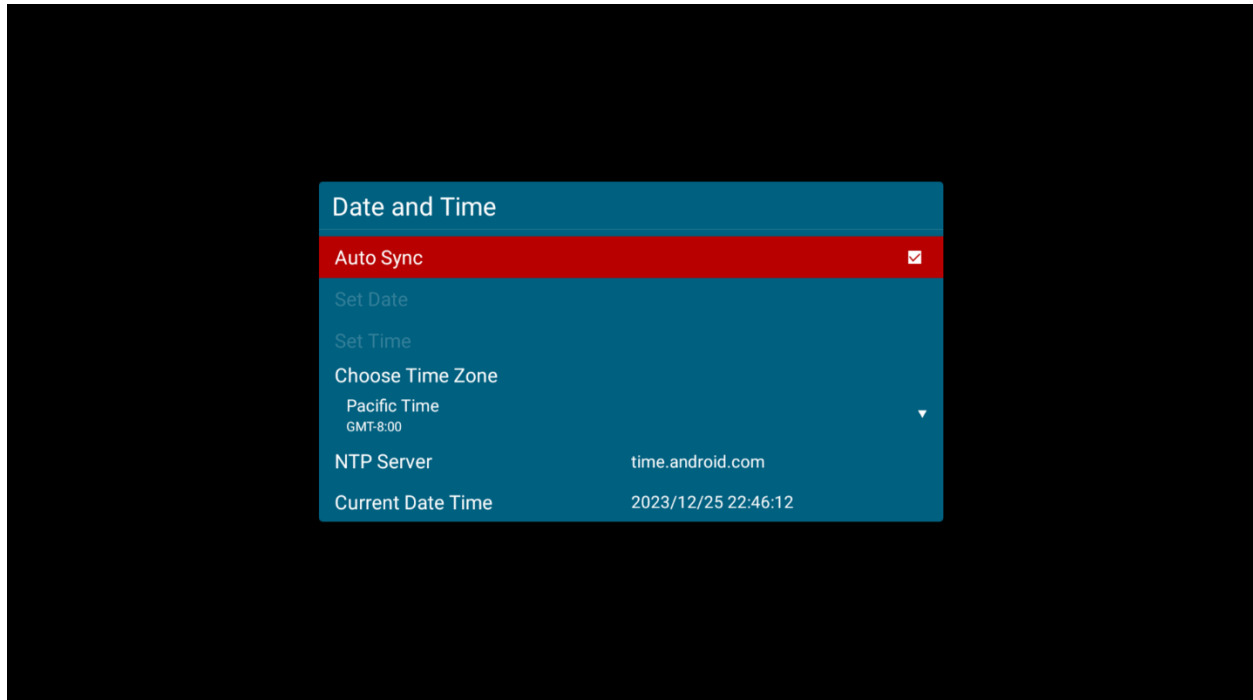 Date and Time
Auto Sync
Set Date
Set Time
Choose Time Zone
Pacific Time
GMT-8:00
NTP Server time.android.com
Current Date Time 2023/12/25 22:46:12